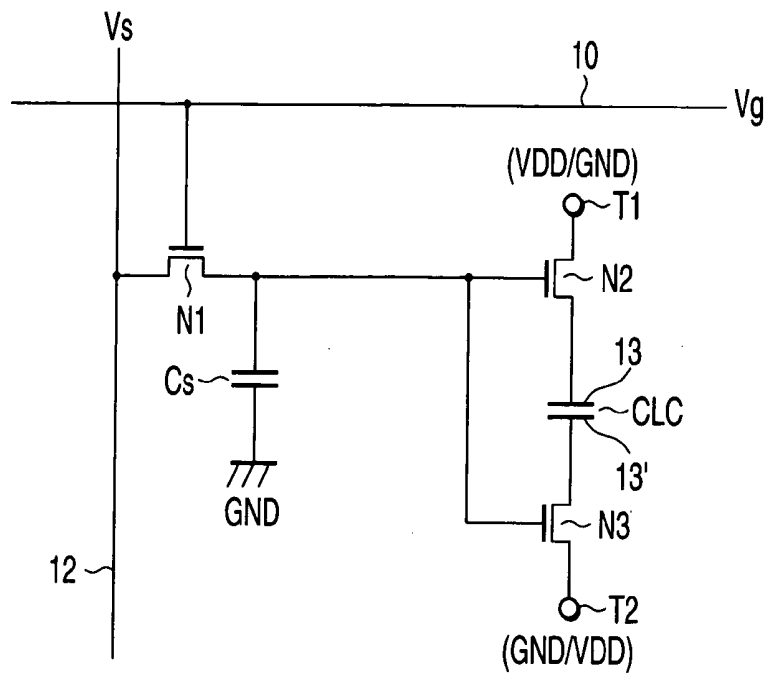 Vs
10
Vg
(VDD/GND)
T1
N1
N2
Cs
13
CLC
13'
GND
N3
12
T2
(GND/VDD)